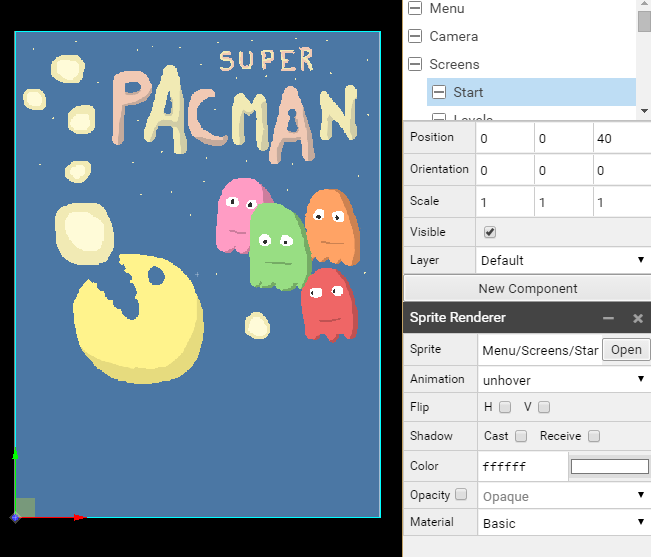 SUPER
PACMAN
Menu
Camera
Screens
Start
Levels
Position 0 0 40
Orientation 0 0 0
Scale 1 1 1
Visible
Layer Default
New Component
Sprite Renderer
Sprite Menu/Screens/Star Open
Animation unhover
Flip H V
Shadow Cast Receive
Color ffffff
Opacity Opaque
Material Basic